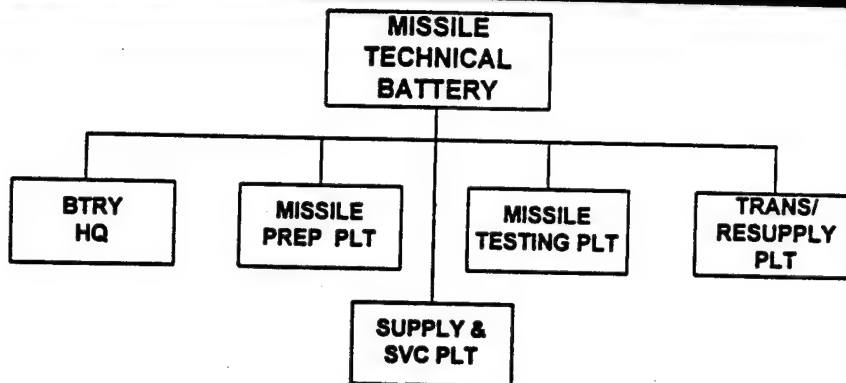 MISSILE
TECHNICAL
BATTERY
BTRY
HQ
MISSILE
PREP PLT
MISSILE
TESTING PLT
TRANS/
RESUPPLY
PLT
SUPPLY &
SVC PLT